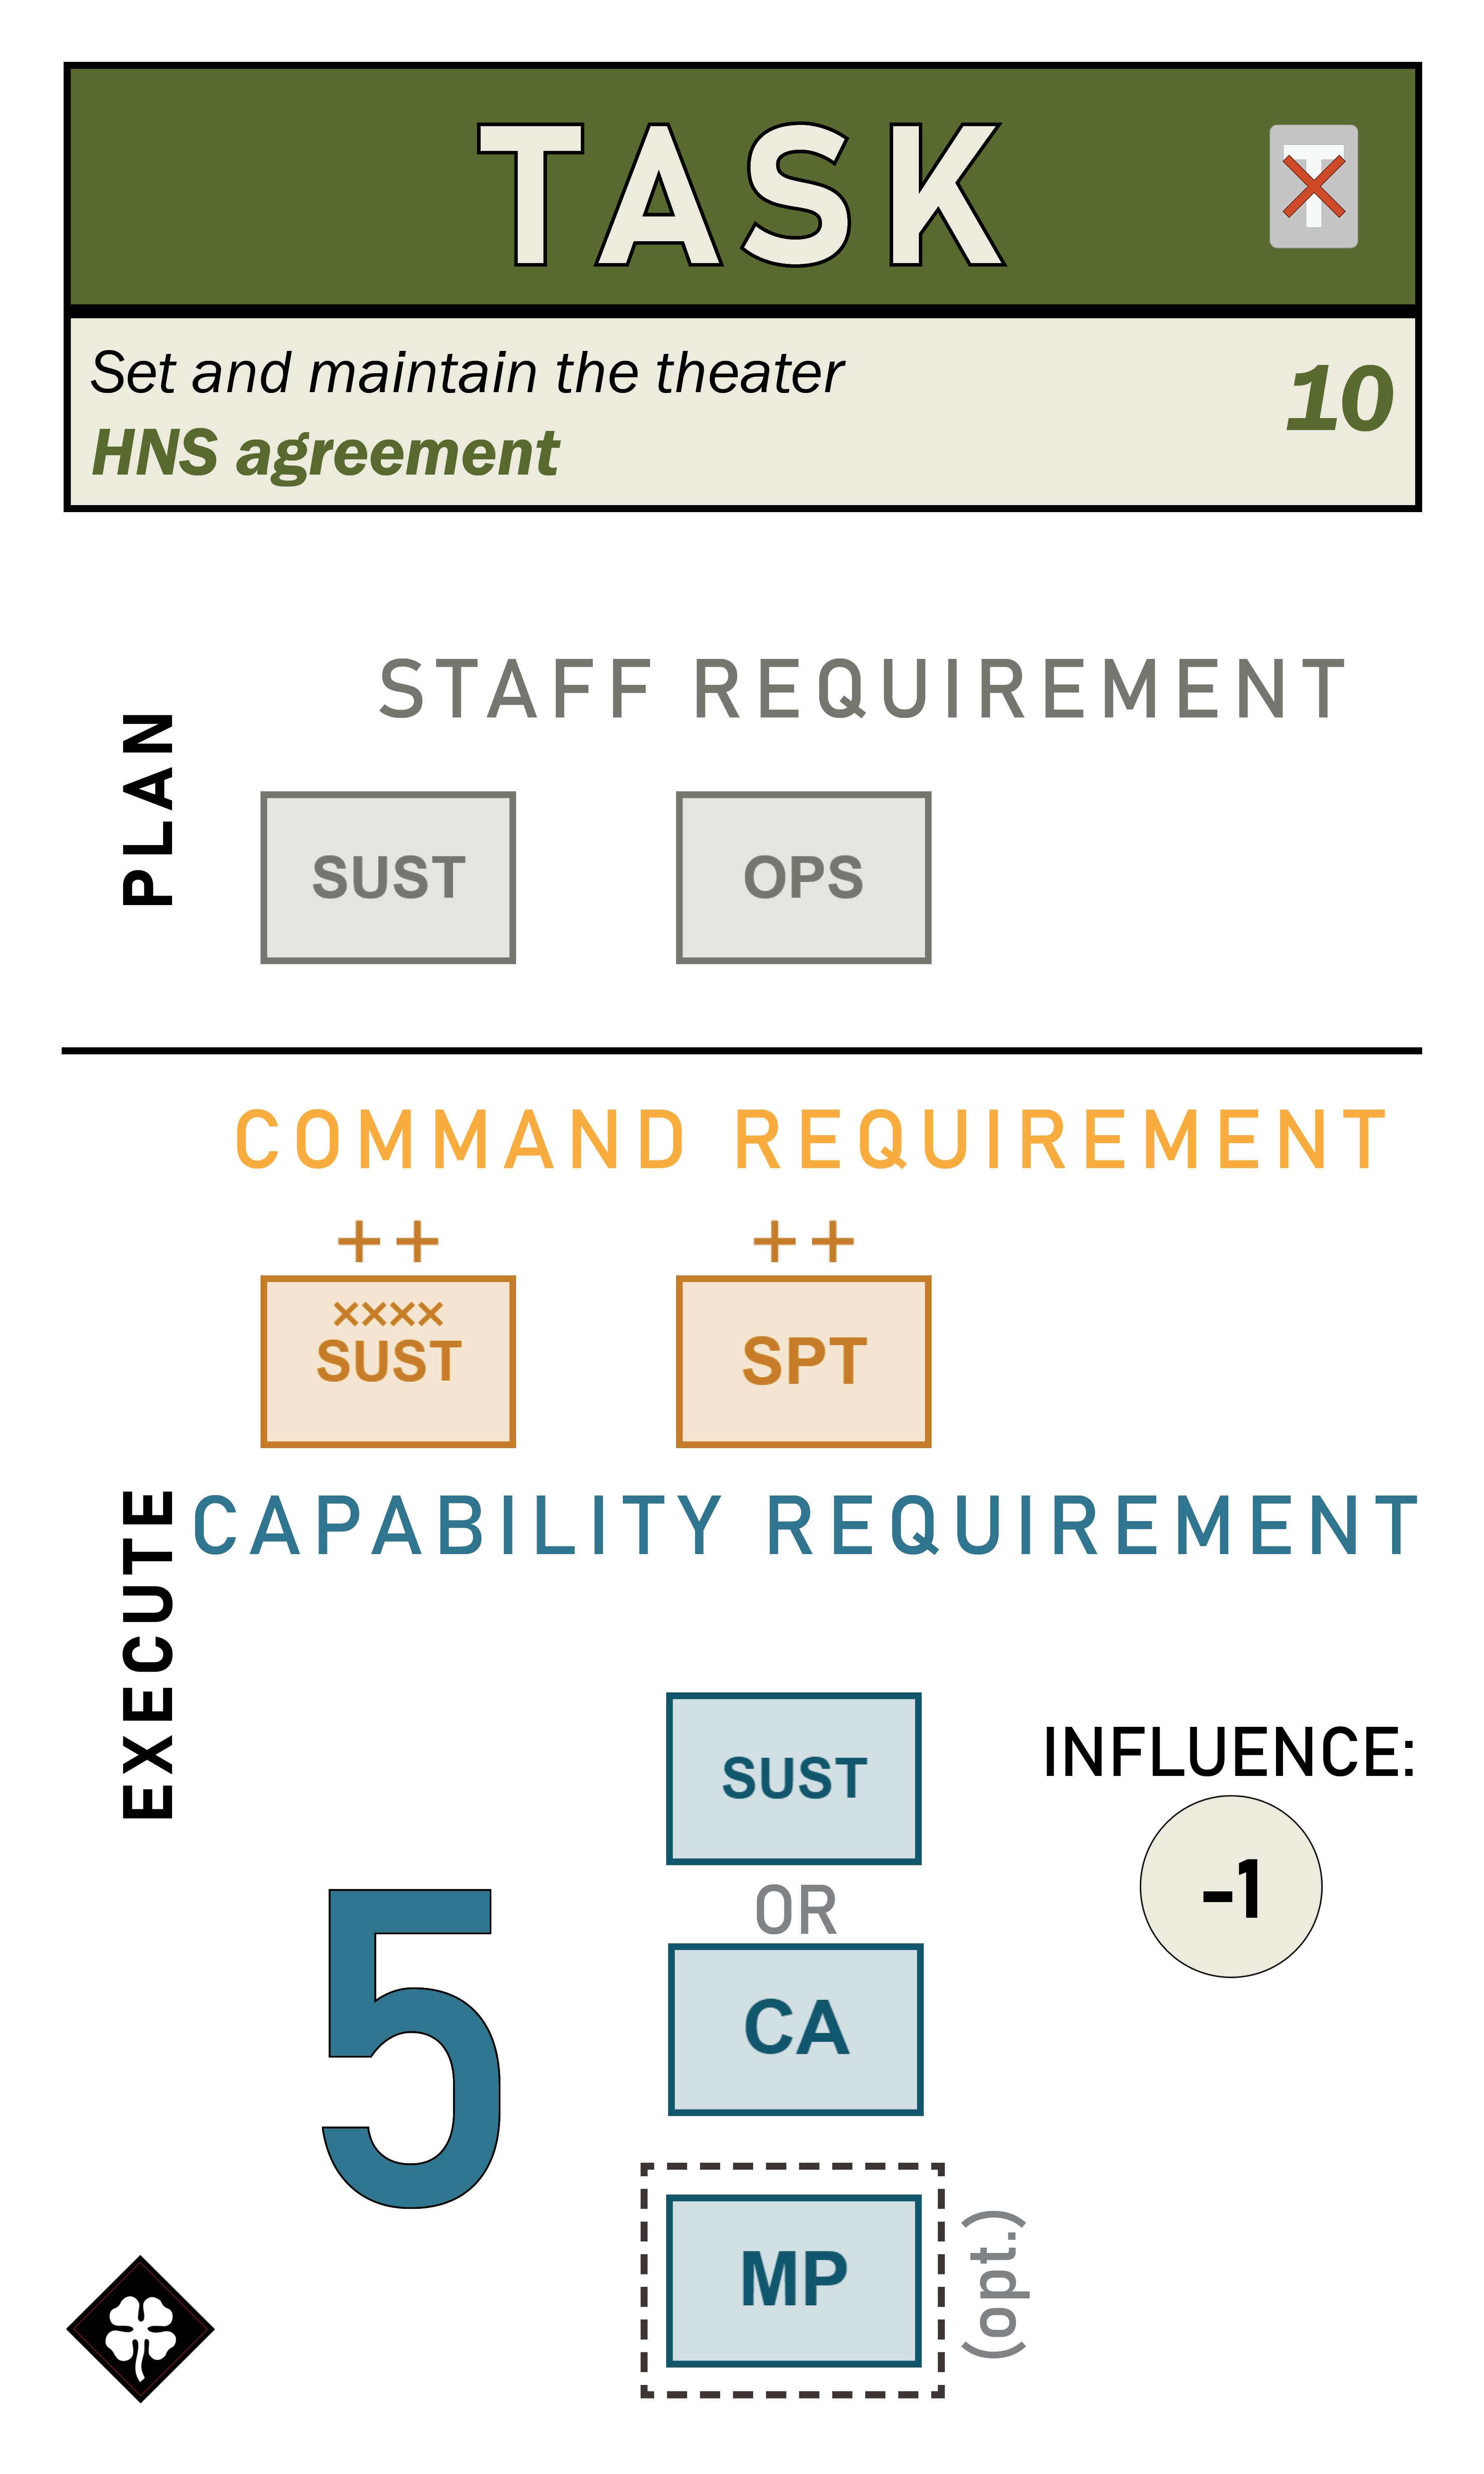 TASK
T
Set and maintain the theater
10
HNS agreement
PLAN
STAFF REQUIREMENT
SUST
OPS
COMMAND REQUIREMENT
++
++
××××
SUST
SPT
EXECUTE
CAPABILITY REQUIREMENT
SUST
INFLUENCE:
-1
OR
5
CA
MP
(opt.)